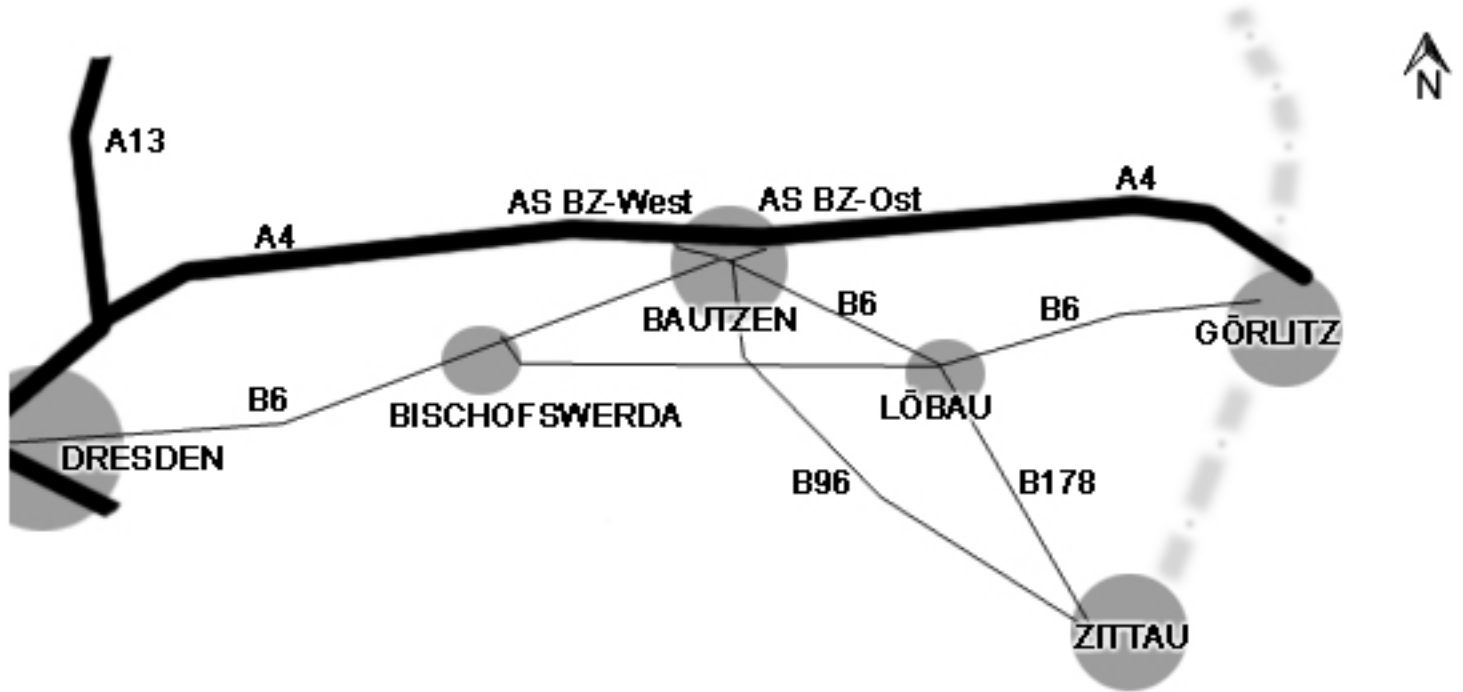 N
A13
A4
AS BZ-West
AS BZ-Ost
A4
BAUTZEN
B6
B6
GÖRLITZ
B6
BISCHOFSWERDA
LÖBAU
DRESDEN
B96
B178
ZITTAU